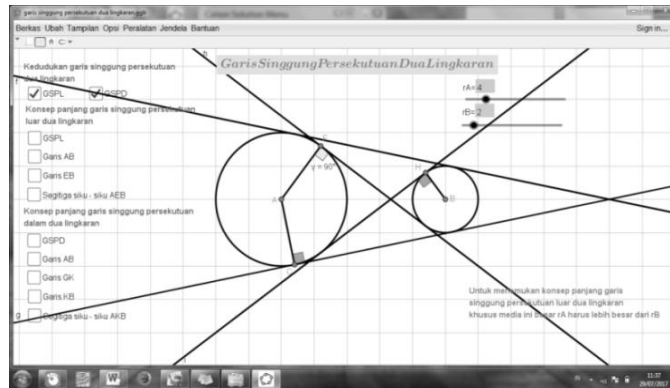 garis singgung persekutuan dua lingkaran.ggb
Berkas Ubah Tampilan Opsi Peralatan Jendela Bantuan
Sign in...
GarisSinggungPersekutuanDuaLingkaran
Kedudukan garis singgung persekutuan
dua lingkaran
GSPL
GSPD
Konsep panjang garis singgung persekutuan
luar dua lingkaran
GSPL
Garis AB
Garis EB
Segitiga siku - siku AEB
Konsep panjang garis singgung persekutuan
dalam dua lingkaran
GSPD
Garis AB
Garis GK
Garis KB
Segitiga siku - siku AKB
rA= 4
rB= 2
γ = 90°
A
B
H
g
Untuk menemukan konsep panjang garis
singgung persekutuan luar dua lingkaran
khusus media ini besar rA harus lebih besar dari rB
11:37